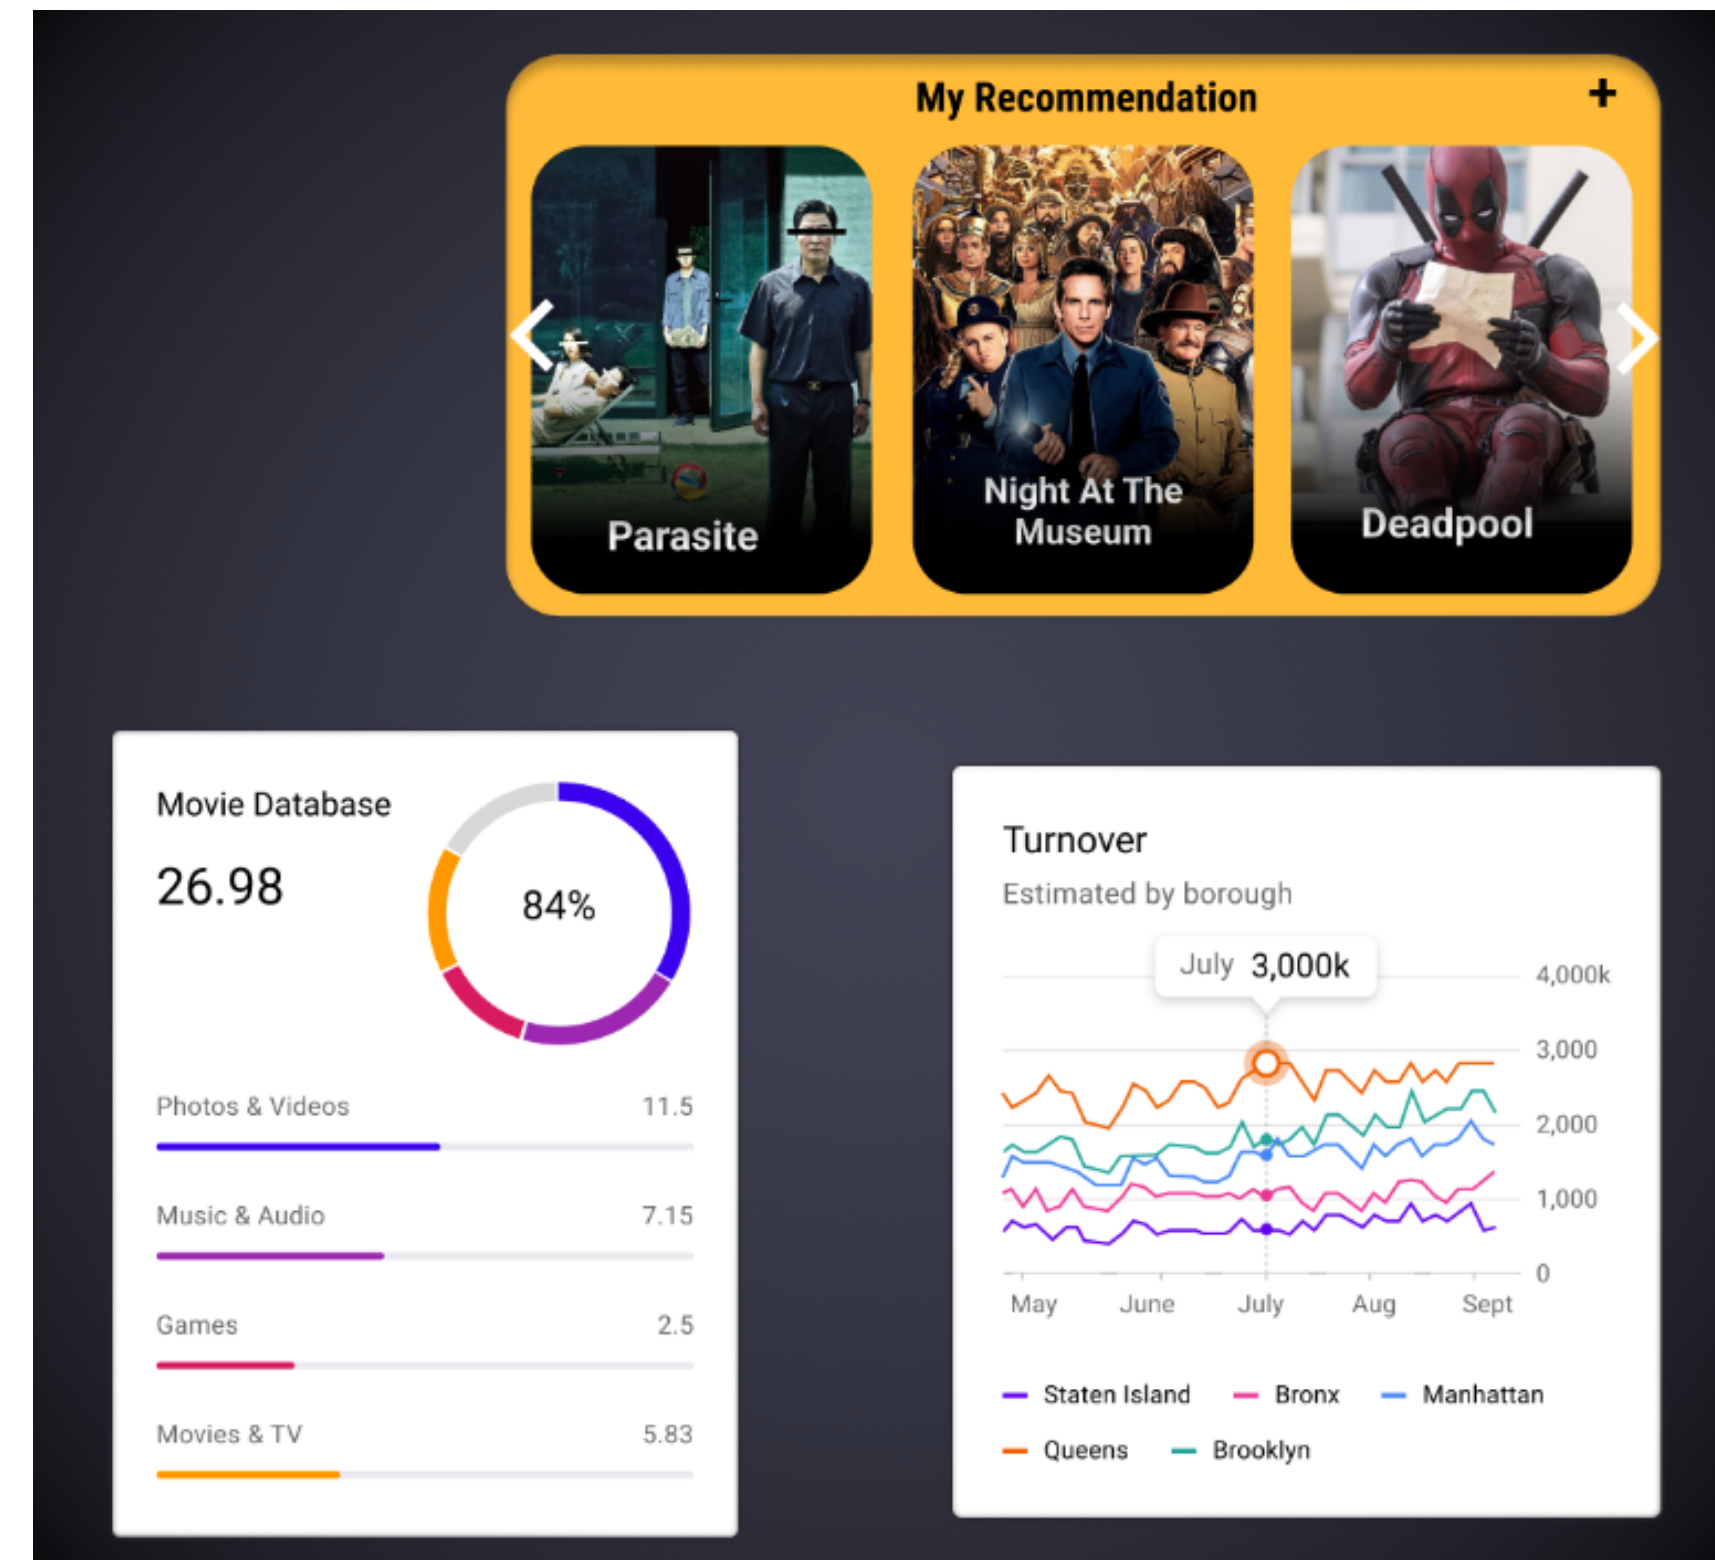 My Recommendation +
Parasite
Night At The
Museum
Deadpool
Movie Database
26.98
84%
Photos & Videos 11.5
Music & Audio 7.15
Games 2.5
Movies & TV 5.83
Turnover
Estimated by borough
July 3,000k
4,000k
3,000
2,000
1,000
0
May June July Aug Sept
Staten Island Bronx Manhattan
Queens Brooklyn